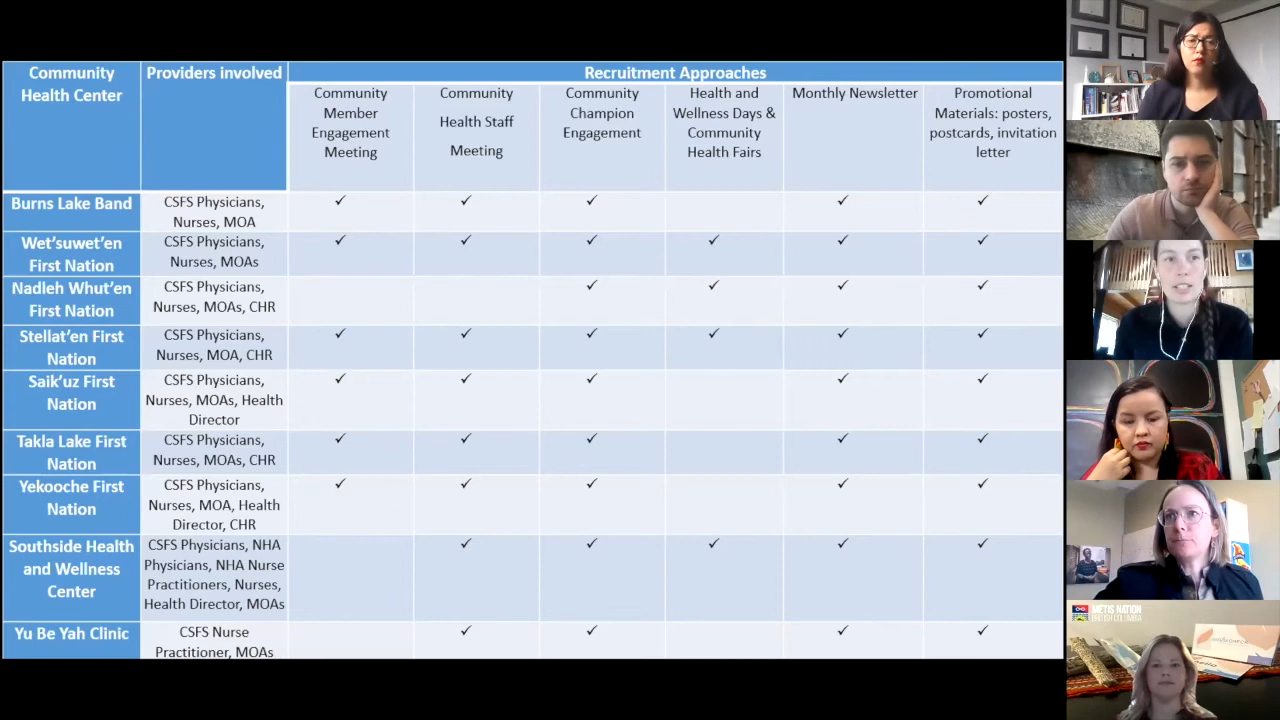 Community
Health Center
Providers involved
Recruitment Approaches
Community
Member
Engagement
Meeting
Community
Health Staff
Meeting
Community
Champion
Engagement
Health and
Wellness Days &
Community
Health Fairs
Monthly Newsletter
Promotional
Materials: posters,
postcards, invitation
letter
Burns Lake Band
CSFS Physicians,
Nurses, MOA
✓ ✓ ✓ ✓ ✓
Wet’suwet’en
First Nation
CSFS Physicians,
Nurses, MOAs
✓ ✓ ✓ ✓ ✓ ✓
Nadleh Whut’en
First Nation
CSFS Physicians,
Nurses, MOAs, CHR
✓ ✓ ✓ ✓
Stellat’en First
Nation
CSFS Physicians,
Nurses, MOA, CHR
✓ ✓ ✓ ✓ ✓ ✓
Saik’uz First
Nation
CSFS Physicians,
Nurses, MOAs, Health
Director
✓ ✓ ✓ ✓ ✓
Takla Lake First
Nation
CSFS Physicians,
Nurses, MOAs, CHR
✓ ✓ ✓ ✓ ✓
Yekooche First
Nation
CSFS Physicians,
Nurses, MOA, Health
Director, CHR
✓ ✓ ✓ ✓ ✓
Southside Health
and Wellness
Center
CSFS Physicians, NHA
Physicians, NHA Nurse
Practitioners, Nurses,
Health Director, MOAs
✓ ✓ ✓ ✓ ✓
Yu Be Yah Clinic
CSFS Nurse
Practitioner, MOAs
✓ ✓ ✓ ✓
MÉTIS NATION
BRITISH COLUMBIA